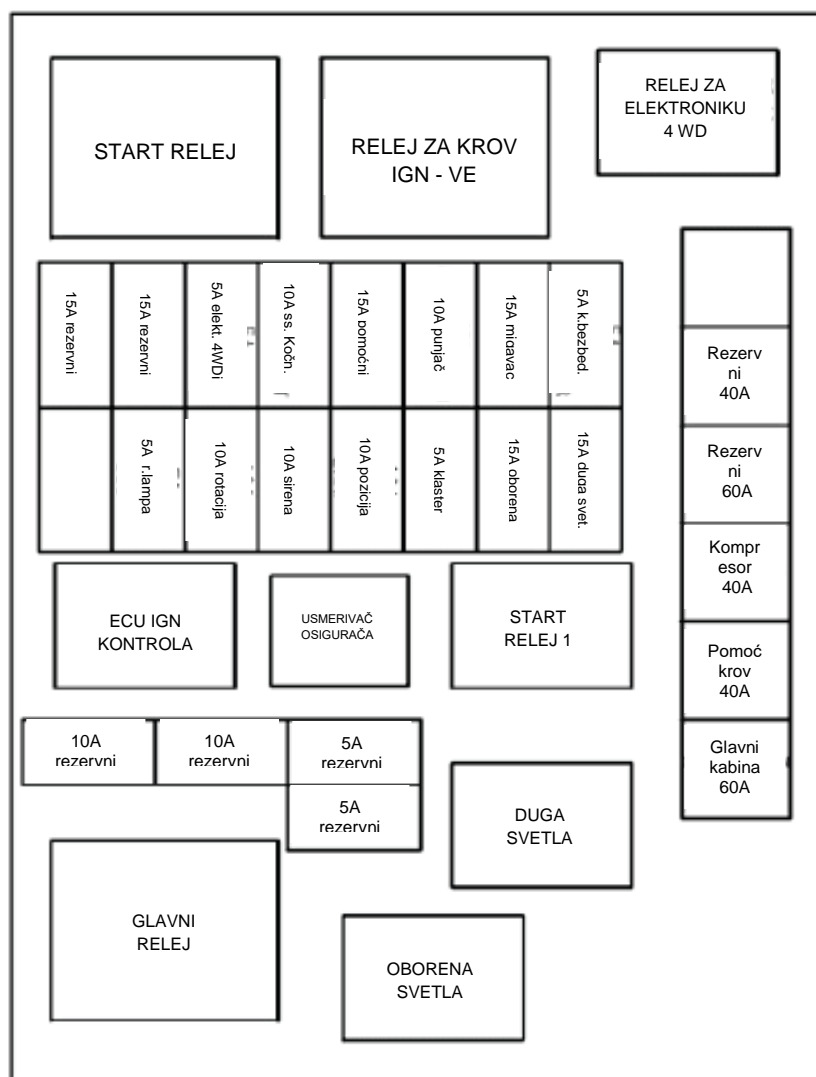 START RELEJ
RELEJ ZA KROV
IGN - VE
RELEJ ZA
ELEKTRONIKU
4 WD
15A rezervni
15A rezervni
5A elekt. 4WDi
10A ss. Kočn.
15A pomoćni
10A punjač
15A migavac
5A k.bezbed.
5A r.lampa
10A rotacija
10A sirena
10A pozicija
5A klaster
15A oborena
15A duga svet.
Rezerv
ni
40A
Rezerv
ni
60A
Kompr
esor
40A
Pomoć
krov
40A
Glavni
kabina
60A
ECU IGN
KONTROLA
USMERIVAČ
OSIGURAČA
START
RELEJ 1
10A
rezervni
10A
rezervni
5A
rezervni
5A
rezervni
DUGA
SVETLA
GLAVNI
RELEJ
OBORENA
SVETLA